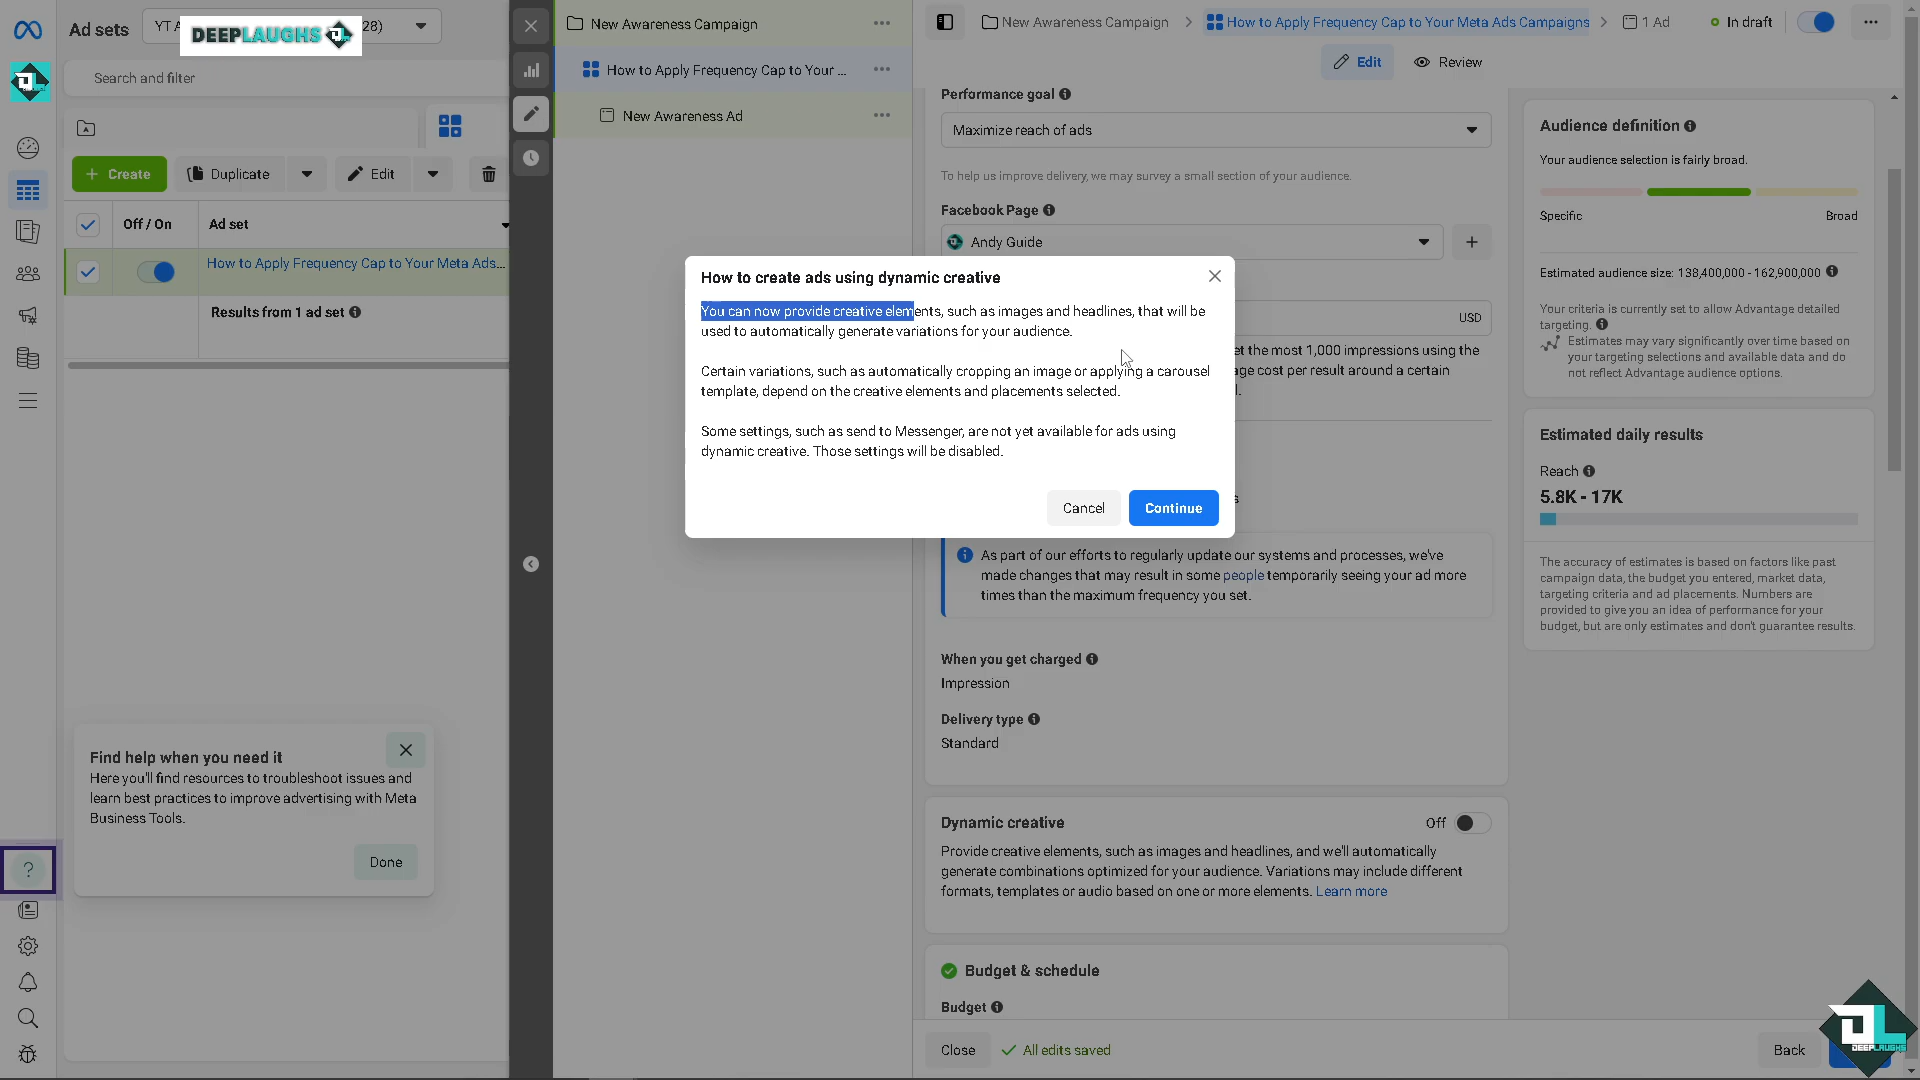 Ad sets
YT A
28)
DEEPLAUGHS
Search and filter
Create
Duplicate
Edit
Off / On
Ad set
How to Apply Frequency Cap to Your Meta Ads...
Results from 1 ad set
Find help when you need it
Here you'll find resources to troubleshoot issues and
learn best practices to improve advertising with Meta
Business Tools.
Done
New Awareness Campaign
How to Apply Frequency Cap to Your ...
New Awareness Ad
New Awareness Campaign
How to Apply Frequency Cap to Your Meta Ads Campaigns
1 Ad
In draft
Edit
Review
Performance goal
Maximize reach of ads
To help us improve delivery, we may survey a small section of your audience.
Facebook Page
Andy Guide
USD
et the most 1,000 impressions using the
age cost per result around a certain
How to create ads using dynamic creative
You can now provide creative elements, such as images and headlines, that will be
used to automatically generate variations for your audience.
Certain variations, such as automatically cropping an image or applying a carousel
template, depend on the creative elements and placements selected.
Some settings, such as send to Messenger, are not yet available for ads using
dynamic creative. Those settings will be disabled.
Cancel
Continue
As part of our efforts to regularly update our systems and processes, we've
made changes that may result in some people temporarily seeing your ad more
times than the maximum frequency you set.
When you get charged
Impression
Delivery type
Standard
Dynamic creative
Off
Provide creative elements, such as images and headlines, and we'll automatically
generate combinations optimized for your audience. Variations may include different
formats, templates or audio based on one or more elements. Learn more
Budget & schedule
Budget
Close
All edits saved
Back
Audience definition
Your audience selection is fairly broad.
Specific
Broad
Estimated audience size: 138,400,000 - 162,900,000
Your criteria is currently set to allow Advantage detailed
targeting.
Estimates may vary significantly over time based on
your targeting selections and available data and do
not reflect Advantage audience options.
Estimated daily results
Reach
5.8K - 17K
The accuracy of estimates is based on factors like past
campaign data, the budget you entered, market data,
targeting criteria and ad placements. Numbers are
provided to give you an idea of performance for your
budget, but are only estimates and don't guarantee results.
DEEPLAUGHS